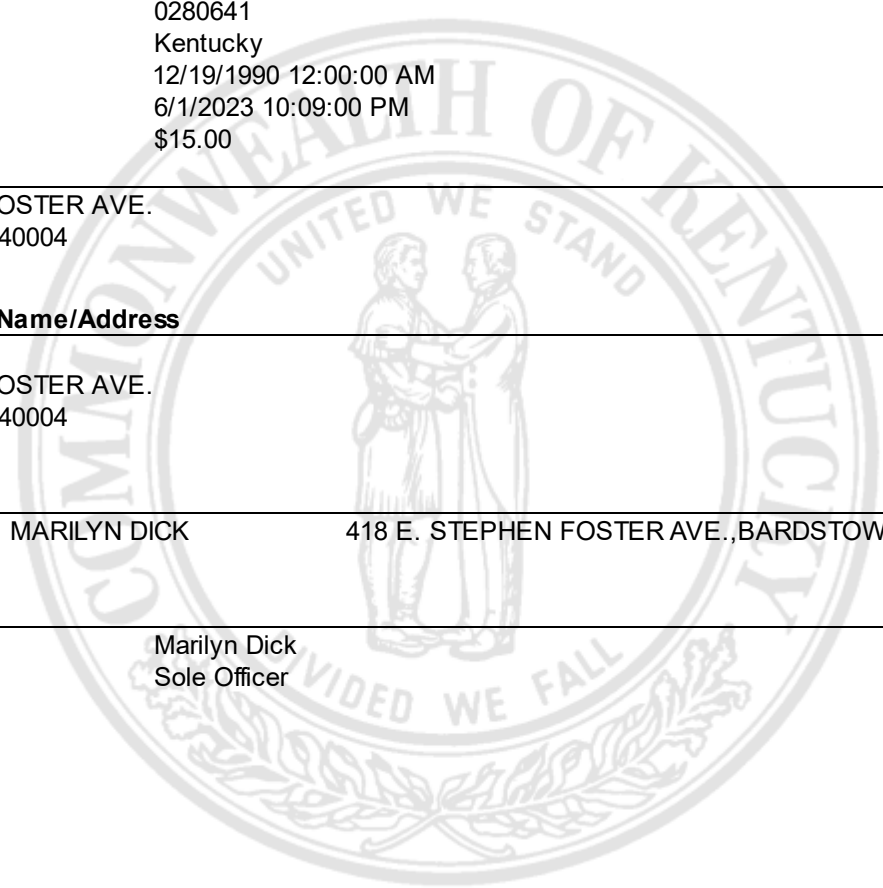 0280641
Kentucky
12/19/1990 12:00:00 AM
6/1/2023 10:09:00 PM
$15.00
OSTER AVE.
40004
Name/Address
OSTER AVE.
40004
MARILYN DICK 418 E. STEPHEN FOSTER AVE.,BARDSTOW
Marilyn Dick
Sole Officer
COMMONWEALTH OF KENTUCKY
UNITED WE STAND
DIVIDED WE FALL